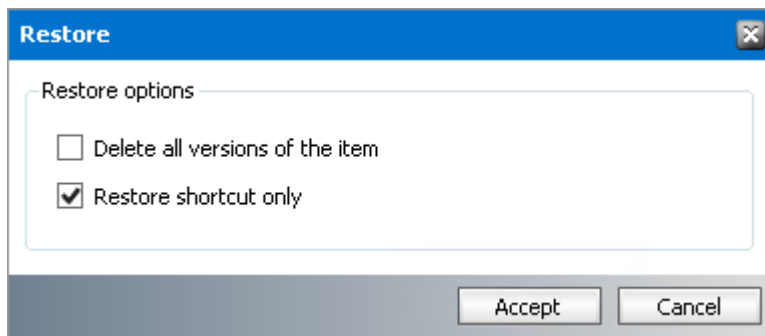 Restore
Restore options
Delete all versions of the item
Restore shortcut only
Accept
Cancel